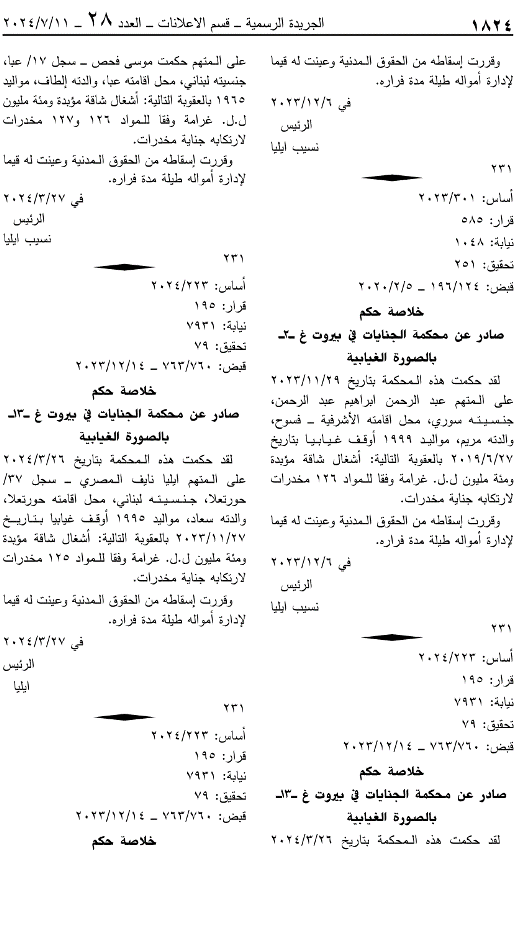 ١٨٢٤
الجريدة الرسمية – قسم الاعلانات – العدد ٢٨ – ٢٠٢٤/٧/١١
وقررت إسقاطه من الحقوق المدنية وعينت له قيما
لإدارة أمواله طيلة مدة فراره.
في ٢٠٢٣/١٢/٦
الرئيس
نسيب ايليا
٢٣١
أساس: ٢٠٢٣/٣٠١
قرار: ٥٨٥
نيابة: ١٠٤٨
تحقيق: ٢٥١
قبض: ١٩٦/١٢٤ – ٢٠٢٠/٢/٥
خلاصة حكم
صادر عن محكمة الجنايات في بيروت غ –٢–
بالصورة الغيابية
لقد حكمت هذه المحكمة بتاريخ ٢٠٢٣/١١/٢٩
على المتهم عبد الرحمن ابراهيم عبد الرحمن،
جنسيته سوري، محل اقامته الأشرفية – فسوح،
والدته مريم، مواليد ١٩٩٩ أوقف غيابيا بتاريخ
٢٠١٩/٦/٢٧ بالعقوبة التالية: أشغال شاقة مؤبدة
ومئة مليون ل.ل. غرامة وفقا للمواد ١٢٦ مخدرات
لارتكابه جناية مخدرات.
وقررت إسقاطه من الحقوق المدنية وعينت له قيما
لإدارة أمواله طيلة مدة فراره.
في ٢٠٢٣/١٢/٦
الرئيس
نسيب ايليا
٢٣١
أساس: ٢٠٢٤/٢٢٣
قرار: ١٩٥
نيابة: ٧٩٣١
تحقيق: ٧٩
قبض: ٧٦٣/٧٦٠ – ٢٠٢٣/١٢/١٤
خلاصة حكم
صادر عن محكمة الجنايات في بيروت غ –١٣–
بالصورة الغيابية
لقد حكمت هذه المحكمة بتاريخ ٢٠٢٤/٣/٢٦
على المتهم حكمت موسى فحص – سجل ١٧/ عبا،
جنسيته لبناني، محل اقامته عبا، والدته إلطاف، مواليد
١٩٦٥ بالعقوبة التالية: أشغال شاقة مؤبدة ومئة مليون
ل.ل. غرامة وفقا للمواد ١٢٦ و١٢٧ مخدرات
لارتكابه جناية مخدرات.
وقررت إسقاطه من الحقوق المدنية وعينت له قيما
لإدارة أمواله طيلة مدة فراره.
في ٢٠٢٤/٣/٢٧
الرئيس
نسيب ايليا
٢٣١
أساس: ٢٠٢٤/٢٢٣
قرار: ١٩٥
نيابة: ٧٩٣١
تحقيق: ٧٩
قبض: ٧٦٣/٧٦٠ – ٢٠٢٣/١٢/١٤
خلاصة حكم
صادر عن محكمة الجنايات في بيروت غ –١٣–
بالصورة الغيابية
لقد حكمت هذه المحكمة بتاريخ ٢٠٢٤/٣/٢٦
على المتهم ايليا نايف المصري – سجل ٣٧/
حورتعلا، جنسيته لبناني، محل اقامته حورتعلا،
والدته سعاد، مواليد ١٩٩٥ أوقف غيابيا بتاريخ
٢٠٢٣/١١/٢٧ بالعقوبة التالية: أشغال شاقة مؤبدة
ومئة مليون ل.ل. غرامة وفقا للمواد ١٢٥ مخدرات
لارتكابه جناية مخدرات.
وقررت إسقاطه من الحقوق المدنية وعينت له قيما
لإدارة أمواله طيلة مدة فراره.
في ٢٠٢٤/٣/٢٧
الرئيس
ايليا
٢٣١
أساس: ٢٠٢٤/٢٢٣
قرار: ١٩٥
نيابة: ٧٩٣١
تحقيق: ٧٩
قبض: ٧٦٣/٧٦٠ – ٢٠٢٣/١٢/١٤
خلاصة حكم